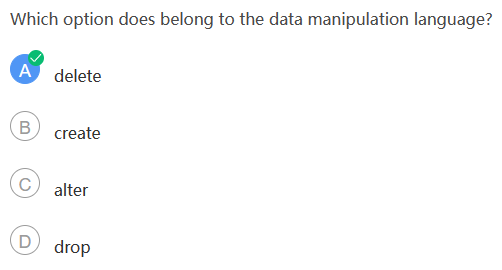 Which option does belong to the data manipulation language?
A delete
B create
C alter
D drop